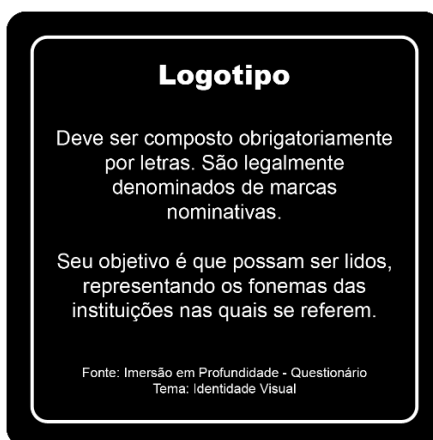 Logotipo
Deve ser composto obrigatoriamente
por letras. São legalmente
denominados de marcas
nominativas.
Seu objetivo é que possam ser lidos,
representando os fonemas das
instituições nas quais se referem.
Fonte: Imersão em Profundidade - Questionário
Tema: Identidade Visual